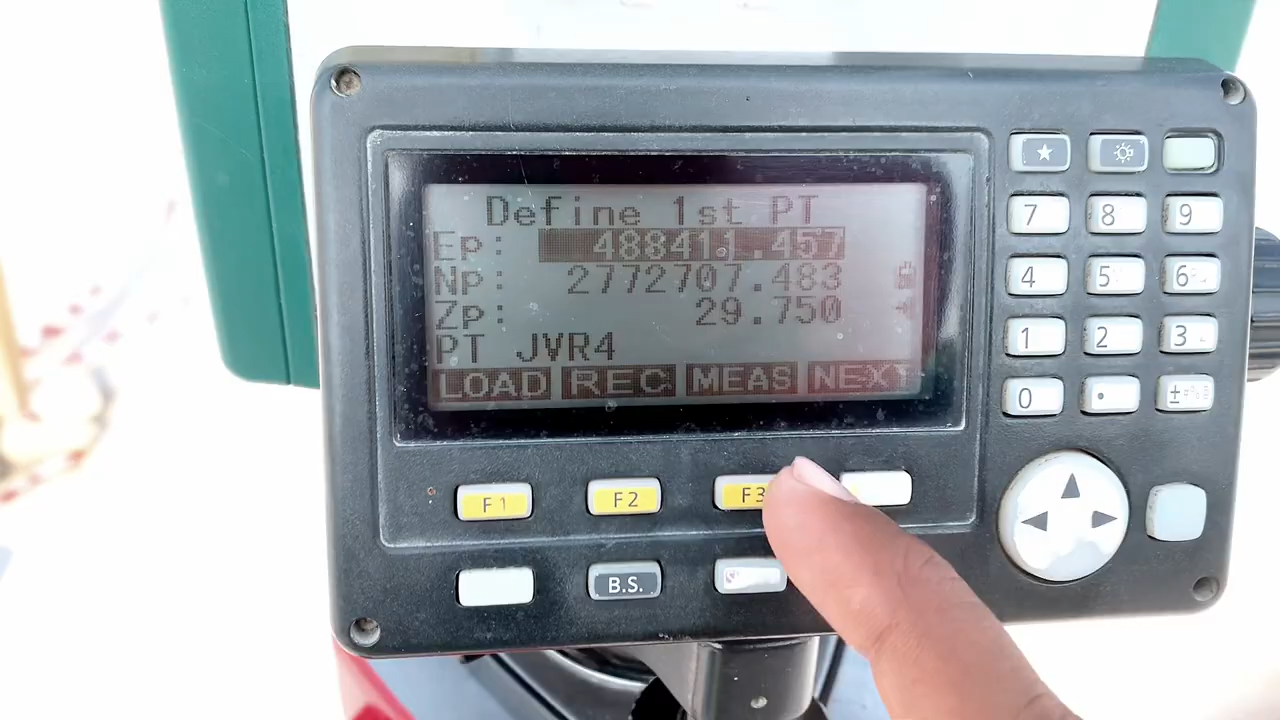 Define 1st PT
Ep: 488411.457
Np: 2772707.483
Zp: 29.750
PT JVR4
LOAD REC MEAS NEXT
★
7 8 9
4 5 6
1 2 3
0 . ±
F1 F2 F3
B.S.